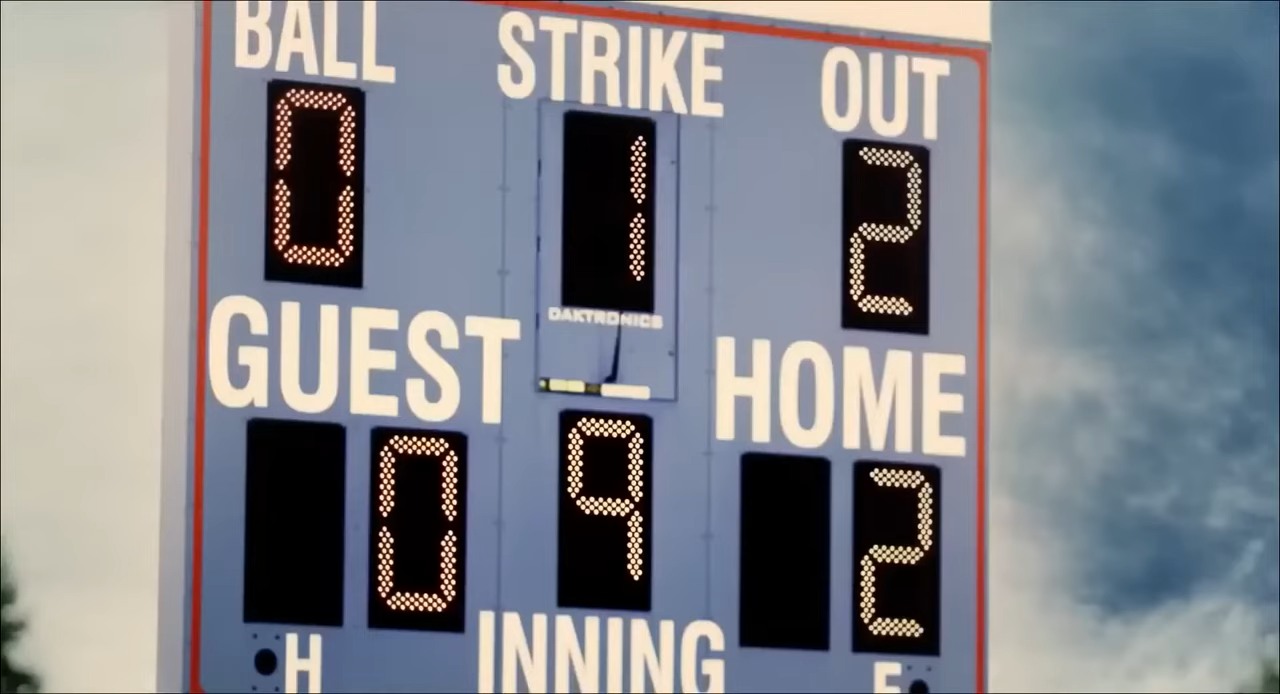 BALL STRIKE OUT
0 1 2
DAKTRONICS
GUEST HOME
0 9 2
H INNING E